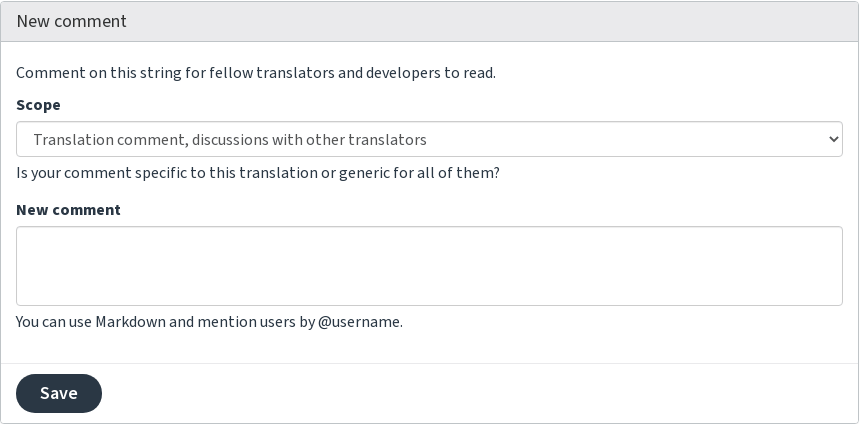 New comment
Comment on this string for fellow translators and developers to read.
Scope
Translation comment, discussions with other translators
Is your comment specific to this translation or generic for all of them?
New comment
You can use Markdown and mention users by @username.
Save